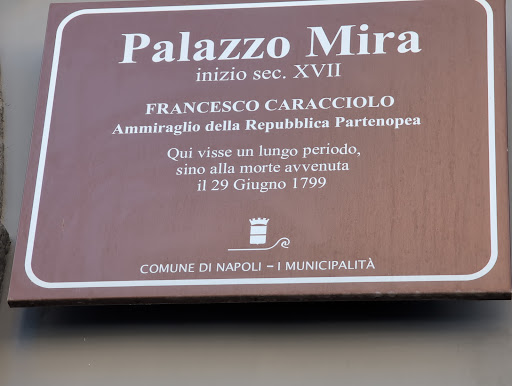 Palazzo Mira
inizio sec. XVII
FRANCESCO CARACCIOLO
Ammiraglio della Repubblica Partenopea
Qui visse un lungo periodo,
sino alla morte avvenuta
il 29 Giugno 1799
COMUNE DI NAPOLI – I MUNICIPALITÀ